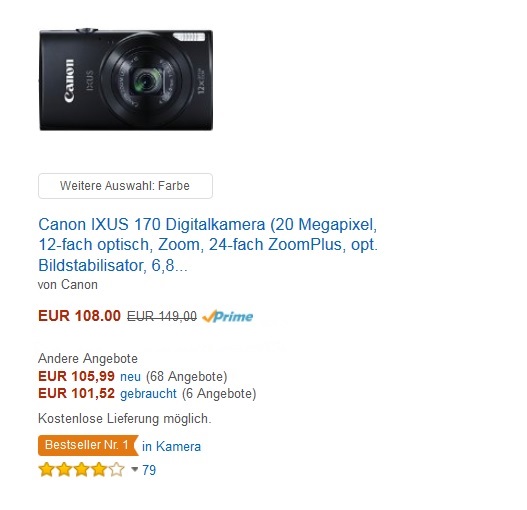 Canon IXUS
12x
Weitere Auswahl: Farbe
Canon IXUS 170 Digitalkamera (20 Megapixel,
12-fach optisch, Zoom, 24-fach ZoomPlus, opt.
Bildstabilisator, 6,8...
von Canon
EUR 108.00 EUR 149,00 Prime
Andere Angebote
EUR 105,99 neu (68 Angebote)
EUR 101,52 gebraucht (6 Angebote)
Kostenlose Lieferung möglich.
Bestseller Nr. 1 in Kamera
79